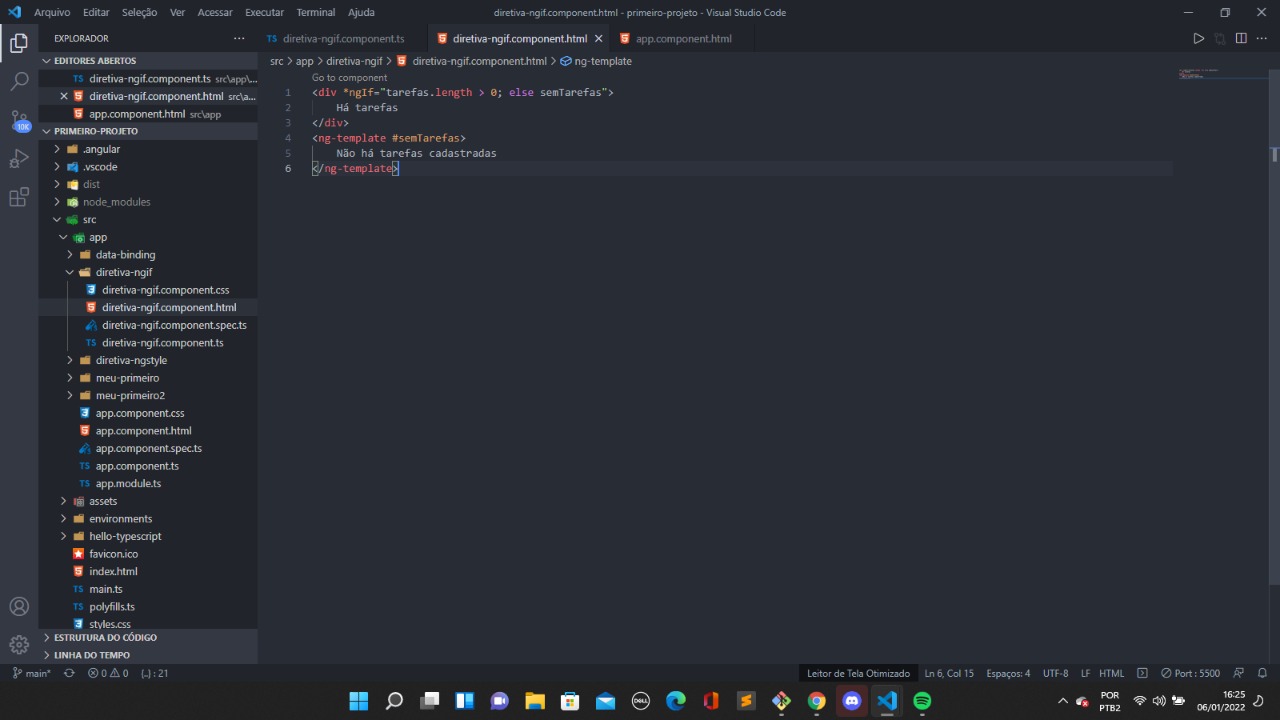 Arquivo Editar Seleção Ver Acessar Executar Terminal Ajuda
diretiva-ngif.component.html - primeiro-projeto - Visual Studio Code
EXPLORADOR
EDITORES ABERTOS
TS diretiva-ngif.component.ts src\app\...
diretiva-ngif.component.html src\a...
app.component.html src\app
PRIMEIRO-PROJETO
.angular
.vscode
dist
node_modules
src
app
data-binding
diretiva-ngif
diretiva-ngif.component.css
diretiva-ngif.component.html
diretiva-ngif.component.spec.ts
TS diretiva-ngif.component.ts
diretiva-ngstyle
meu-primeiro
meu-primeiro2
app.component.css
app.component.html
app.component.spec.ts
TS app.component.ts
TS app.module.ts
assets
environments
hello-typescript
favicon.ico
index.html
TS main.ts
TS polyfills.ts
styles.css
ESTRUTURA DO CÓDIGO
LINHA DO TEMPO
10K
TS diretiva-ngif.component.ts
diretiva-ngif.component.html
app.component.html
src > app > diretiva-ngif > diretiva-ngif.component.html > ng-template
Go to component
1 <div *ngIf="tarefas.length > 0; else semTarefas">
2 Há tarefas
3 </div>
4 <ng-template #semTarefas>
5 Não há tarefas cadastradas
6 </ng-template>
main* 0 0 {..} : 21
Leitor de Tela Otimizado Ln 6, Col 15 Espaços: 4 UTF-8 LF HTML Port : 5500
DELL
POR
PTB2
16:25
06/01/2022